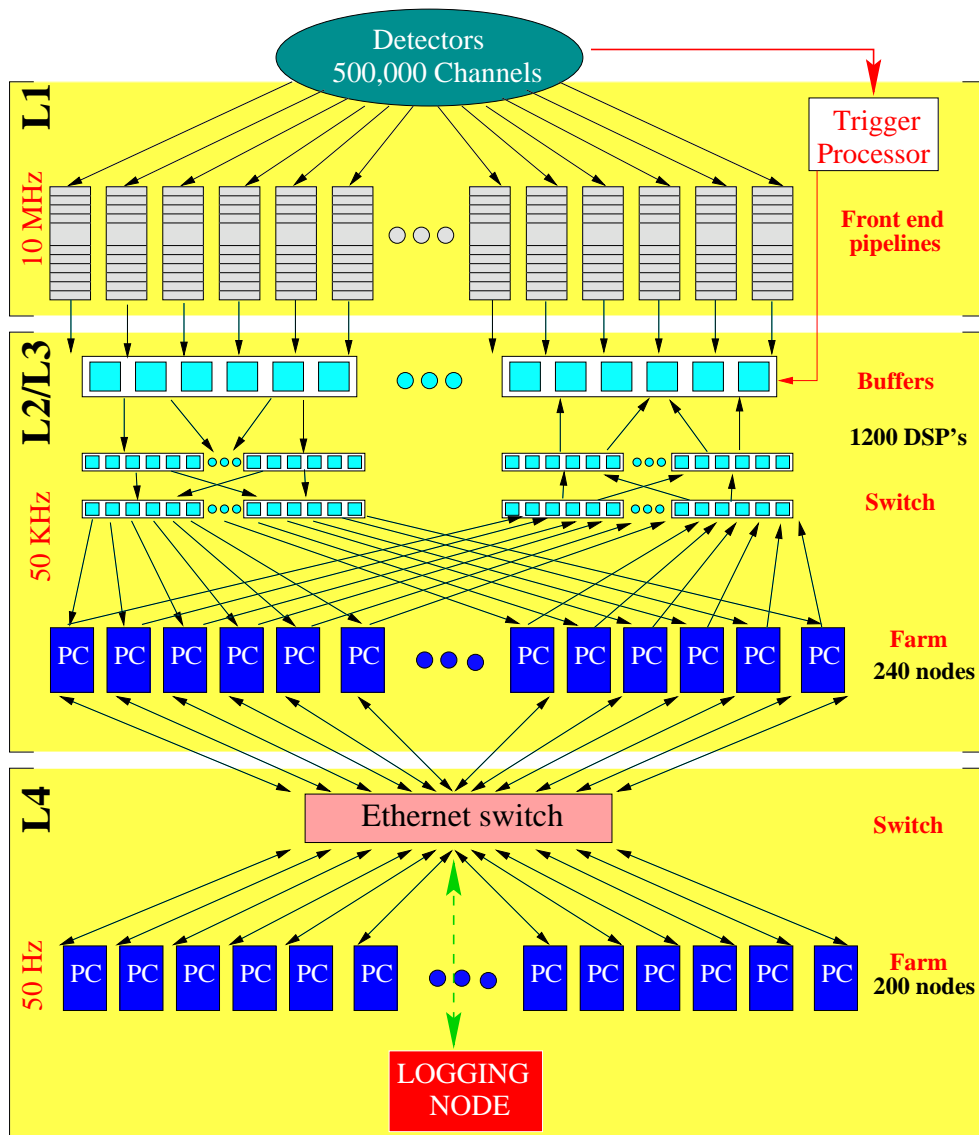 Detectors
500,000 Channels
L1
10 MHz
Trigger
Processor
Front end
pipelines
L2/L3
50 KHz
Buffers
1200 DSP's
Switch
PC PC PC PC PC PC PC PC PC PC PC PC
Farm
240 nodes
L4
50 Hz
Ethernet switch
Switch
PC PC PC PC PC PC PC PC PC PC PC PC
Farm
200 nodes
LOGGING
NODE